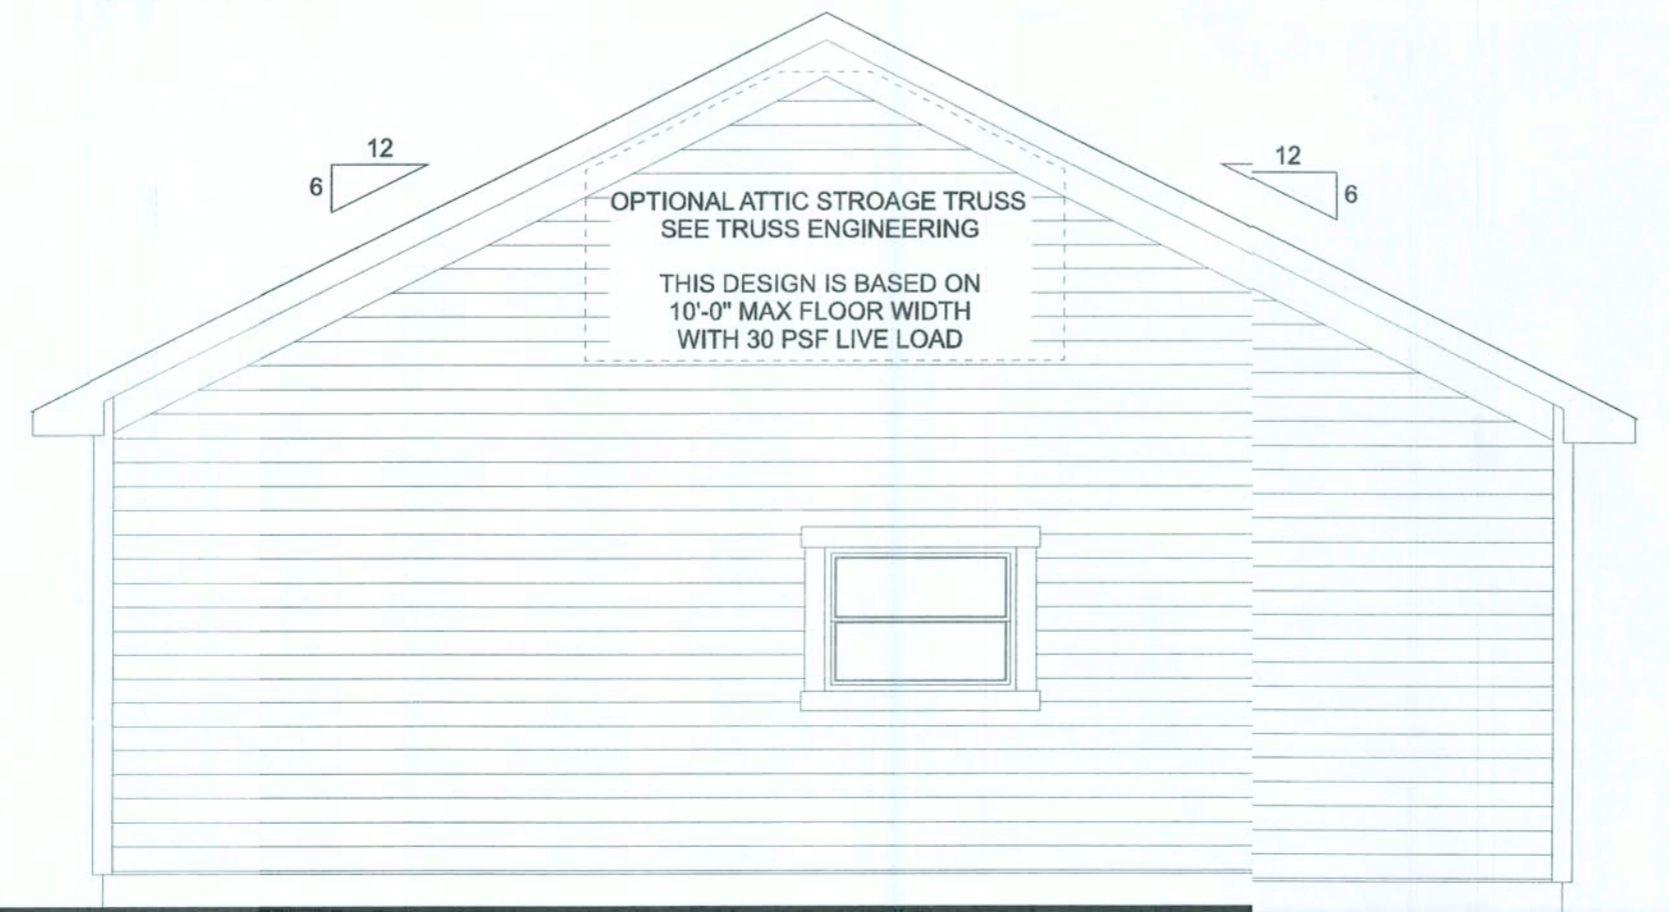 12
6
12
6
OPTIONAL ATTIC STROAGE TRUSS
SEE TRUSS ENGINEERING
THIS DESIGN IS BASED ON
10'-0" MAX FLOOR WIDTH
WITH 30 PSF LIVE LOAD